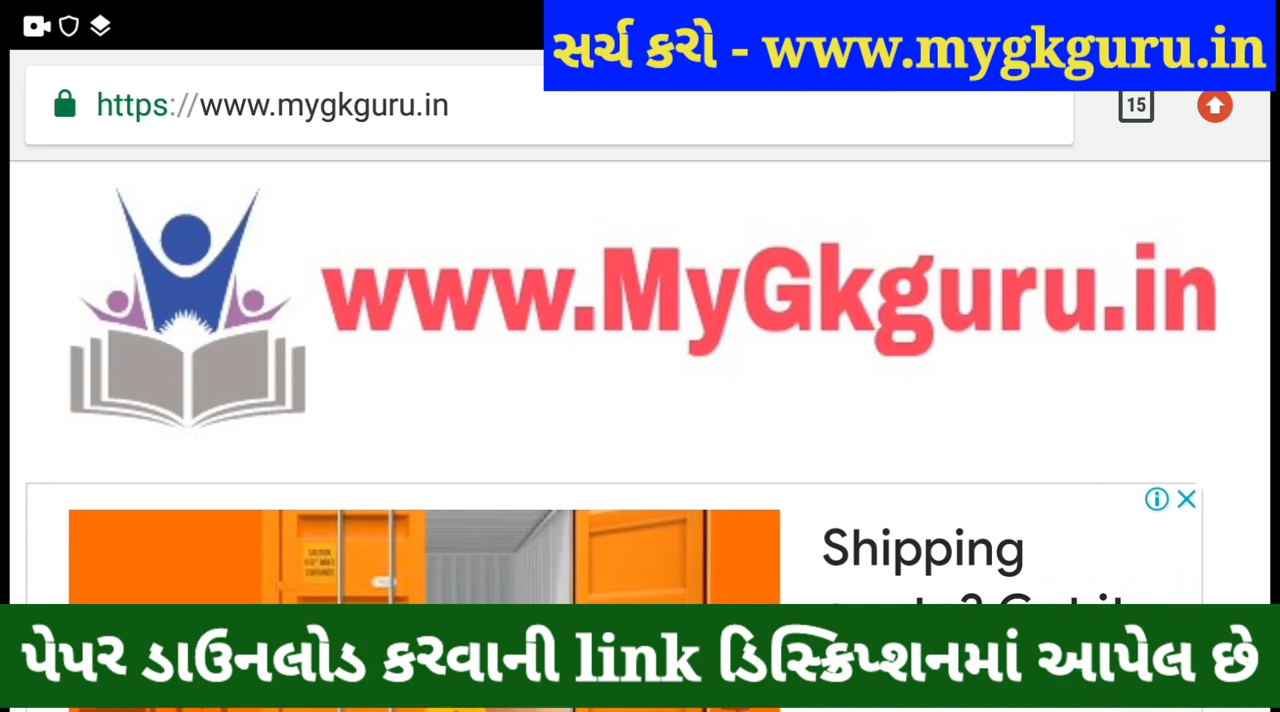 સર્ચ કરો - www.mygkguru.in
https://www.mygkguru.in
15
www.MyGkguru.in
Shipping
પેપર ડાઉનલોડ કરવાની link ડિસ્ક્રિપ્શનમાં આપેલ છે